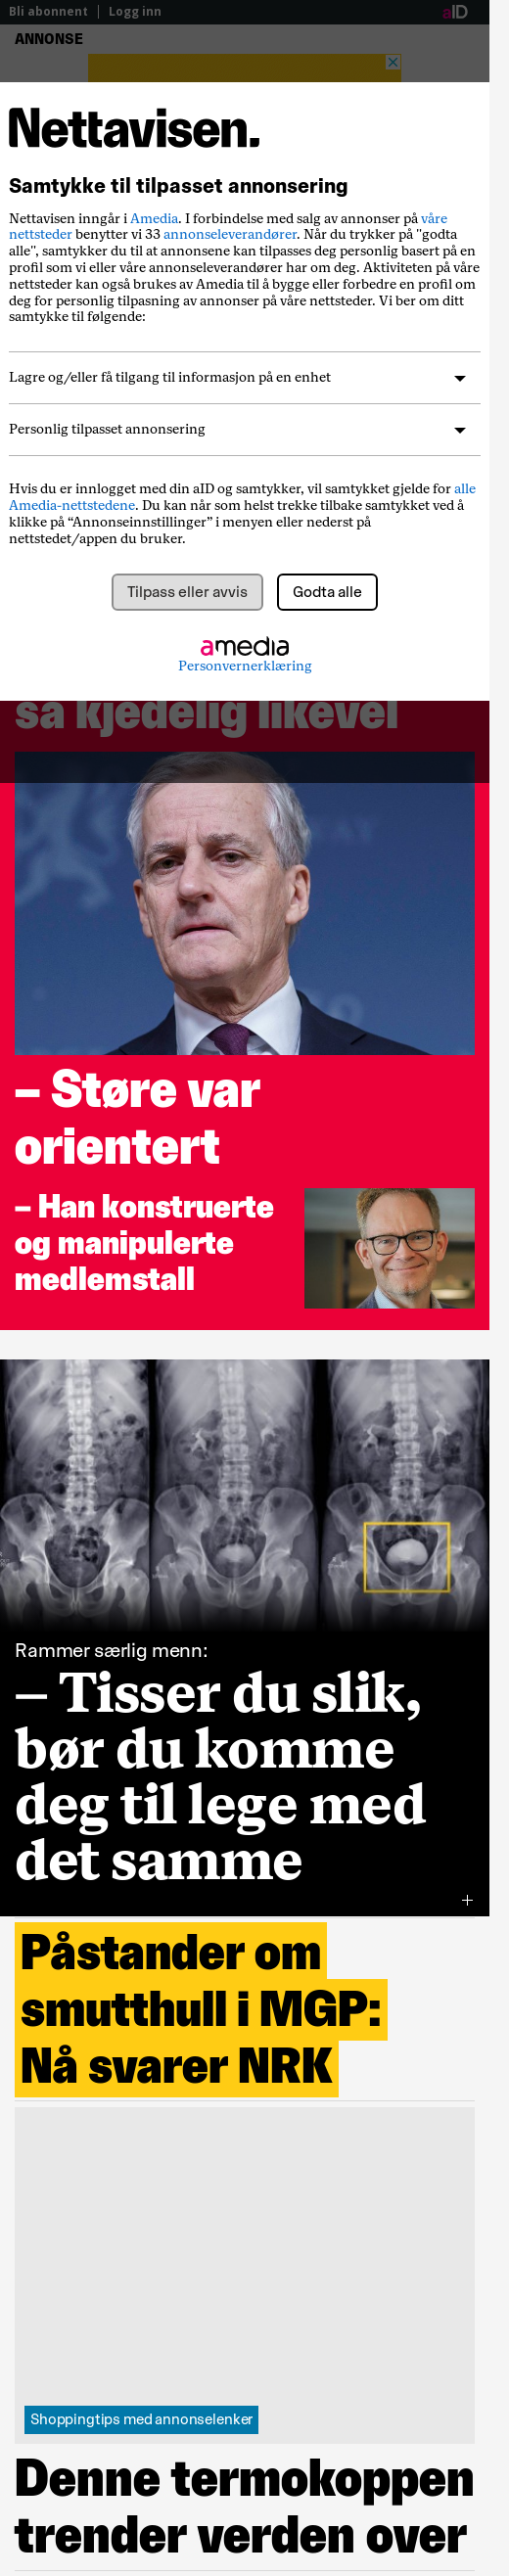 Bli abonnent | Logg inn
aID
ANNONSE
Nettavisen.
Samtykke til tilpasset annonsering
Nettavisen inngår i Amedia. I forbindelse med salg av annonser på våre
nettsteder benytter vi 33 annonseleverandører. Når du trykker på "godta
alle", samtykker du til at annonsene kan tilpasses deg personlig basert på en
profil som vi eller våre annonseleverandører har om deg. Aktiviteten på våre
nettsteder kan også brukes av Amedia til å bygge eller forbedre en profil om
deg for personlig tilpasning av annonser på våre nettsteder. Vi ber om ditt
samtykke til følgende:
Lagre og/eller få tilgang til informasjon på en enhet
Personlig tilpasset annonsering
Hvis du er innlogget med din aID og samtykker, vil samtykket gjelde for alle
Amedia-nettstedene. Du kan når som helst trekke tilbake samtykket ved å
klikke på “Annonseinnstillinger” i menyen eller nederst på
nettstedet/appen du bruker.
Tilpass eller avvis
Godta alle
amedia
Personvernerklæring
så kjedelig likevel
– Støre var
orientert
– Han konstruerte
og manipulerte
medlemstall
Rammer særlig menn:
– Tisser du slik,
bør du komme
deg til lege med
det samme
Påstander om
smutthull i MGP:
Nå svarer NRK
Shoppingtips med annonselenker
Denne termokoppen
trender verden over